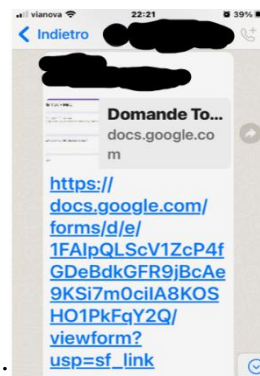 vianova 22:21 39%
Indietro
Domande To...
docs.google.co
m
https://
docs.google.com/
forms/d/e/
1FAIpQLScV1ZcP4f
GDeBdkGFR9jBcAe
9KSi7m0cilA8KOS
HO1PkFqY2Q/
viewform?
usp=sf_link